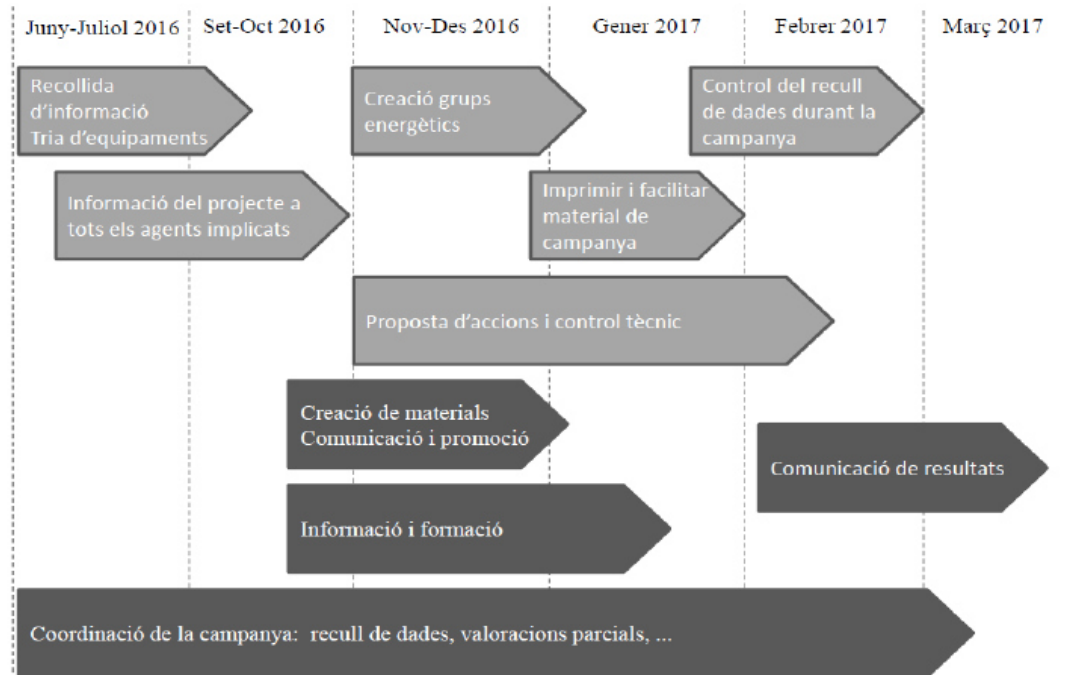 Juny-Juliol 2016 Set-Oct 2016 Nov-Des 2016 Gener 2017 Febrer 2017 Març 2017
Recollida
d'informació
Tria d'equipaments
Creació grups
energètics
Control del recull
de dades durant la
campanya
Informació del projecte a
tots els agents implicats
Imprimir i facilitar
material de
campanya
Proposta d'accions i control tècnic
Creació de materials
Comunicació i promoció
Comunicació de resultats
Informació i formació
Coordinació de la campanya: recull de dades, valoracions parcials, ...